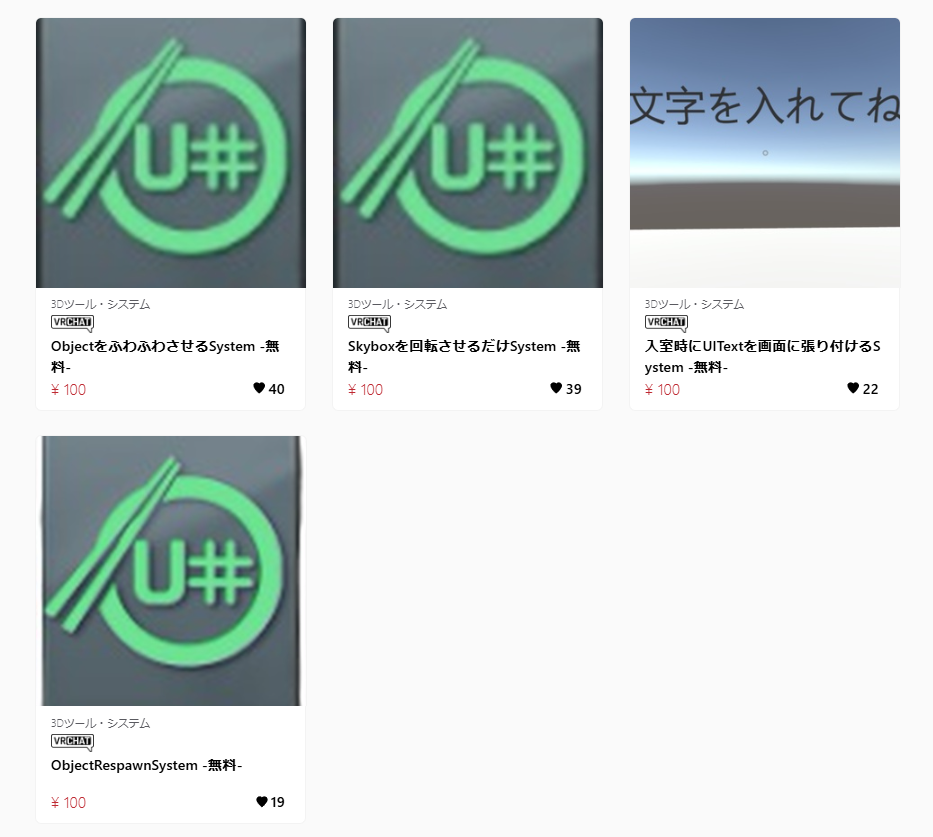 U#
U#
文字を入れてね
3Dツール・システム
3Dツール・システム
3Dツール・システム
VRCHAT
VRCHAT
VRCHAT
ObjectをふわふわさせるSystem -無
料-
Skyboxを回転させるだけSystem -無
料-
入室時にUITextを画面に張り付けるS
ystem -無料-
¥ 100
♥ 40
¥ 100
♥ 39
¥ 100
♥ 22
U#
3Dツール・システム
VRCHAT
ObjectRespawnSystem -無料-
¥ 100
♥ 19